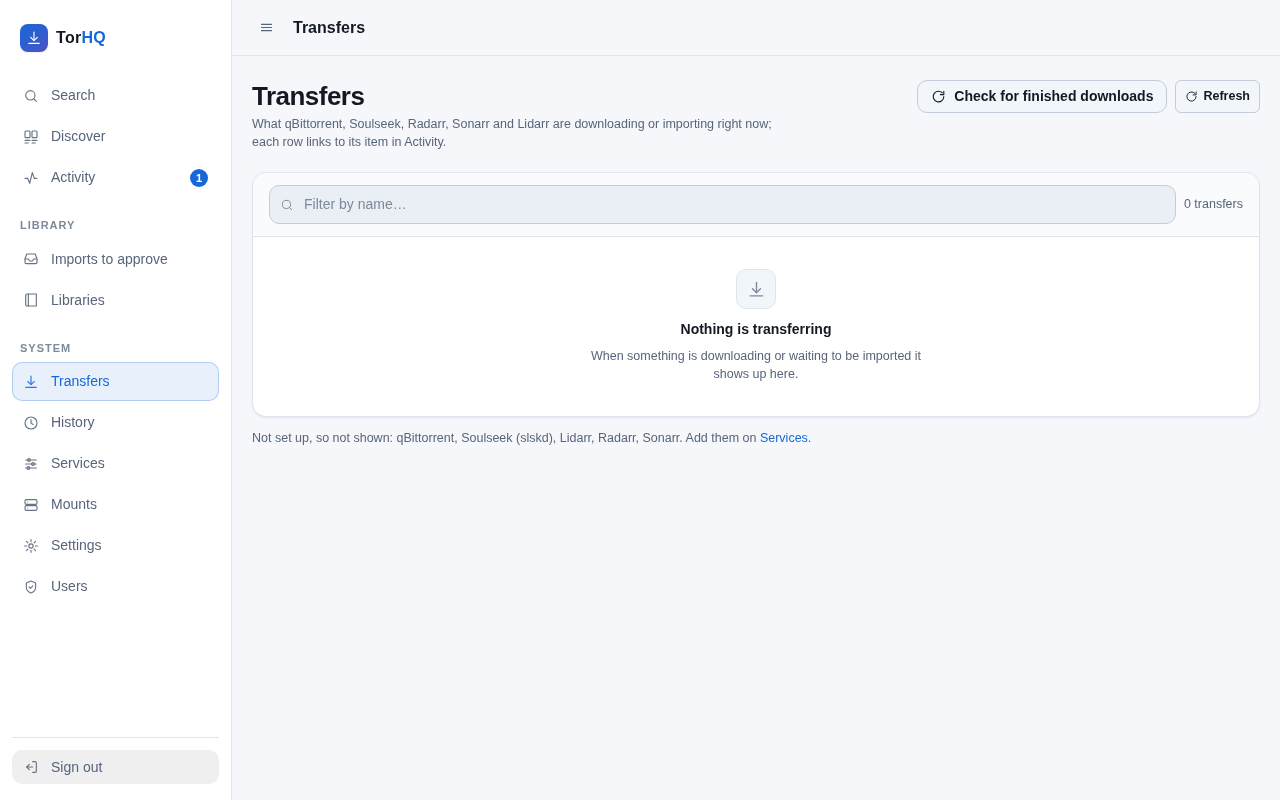 TorHQ
Search
Discover
Activity
1
LIBRARY
Imports to approve
Libraries
SYSTEM
Transfers
History
Services
Mounts
Settings
Users
Sign out
Transfers
Transfers
What qBittorrent, Soulseek, Radarr, Sonarr and Lidarr are downloading or importing right now;
each row links to its item in Activity.
Check for finished downloads
Refresh
Filter by name…
0 transfers
Nothing is transferring
When something is downloading or waiting to be imported it
shows up here.
Not set up, so not shown: qBittorrent, Soulseek (slskd), Lidarr, Radarr, Sonarr. Add them on Services.